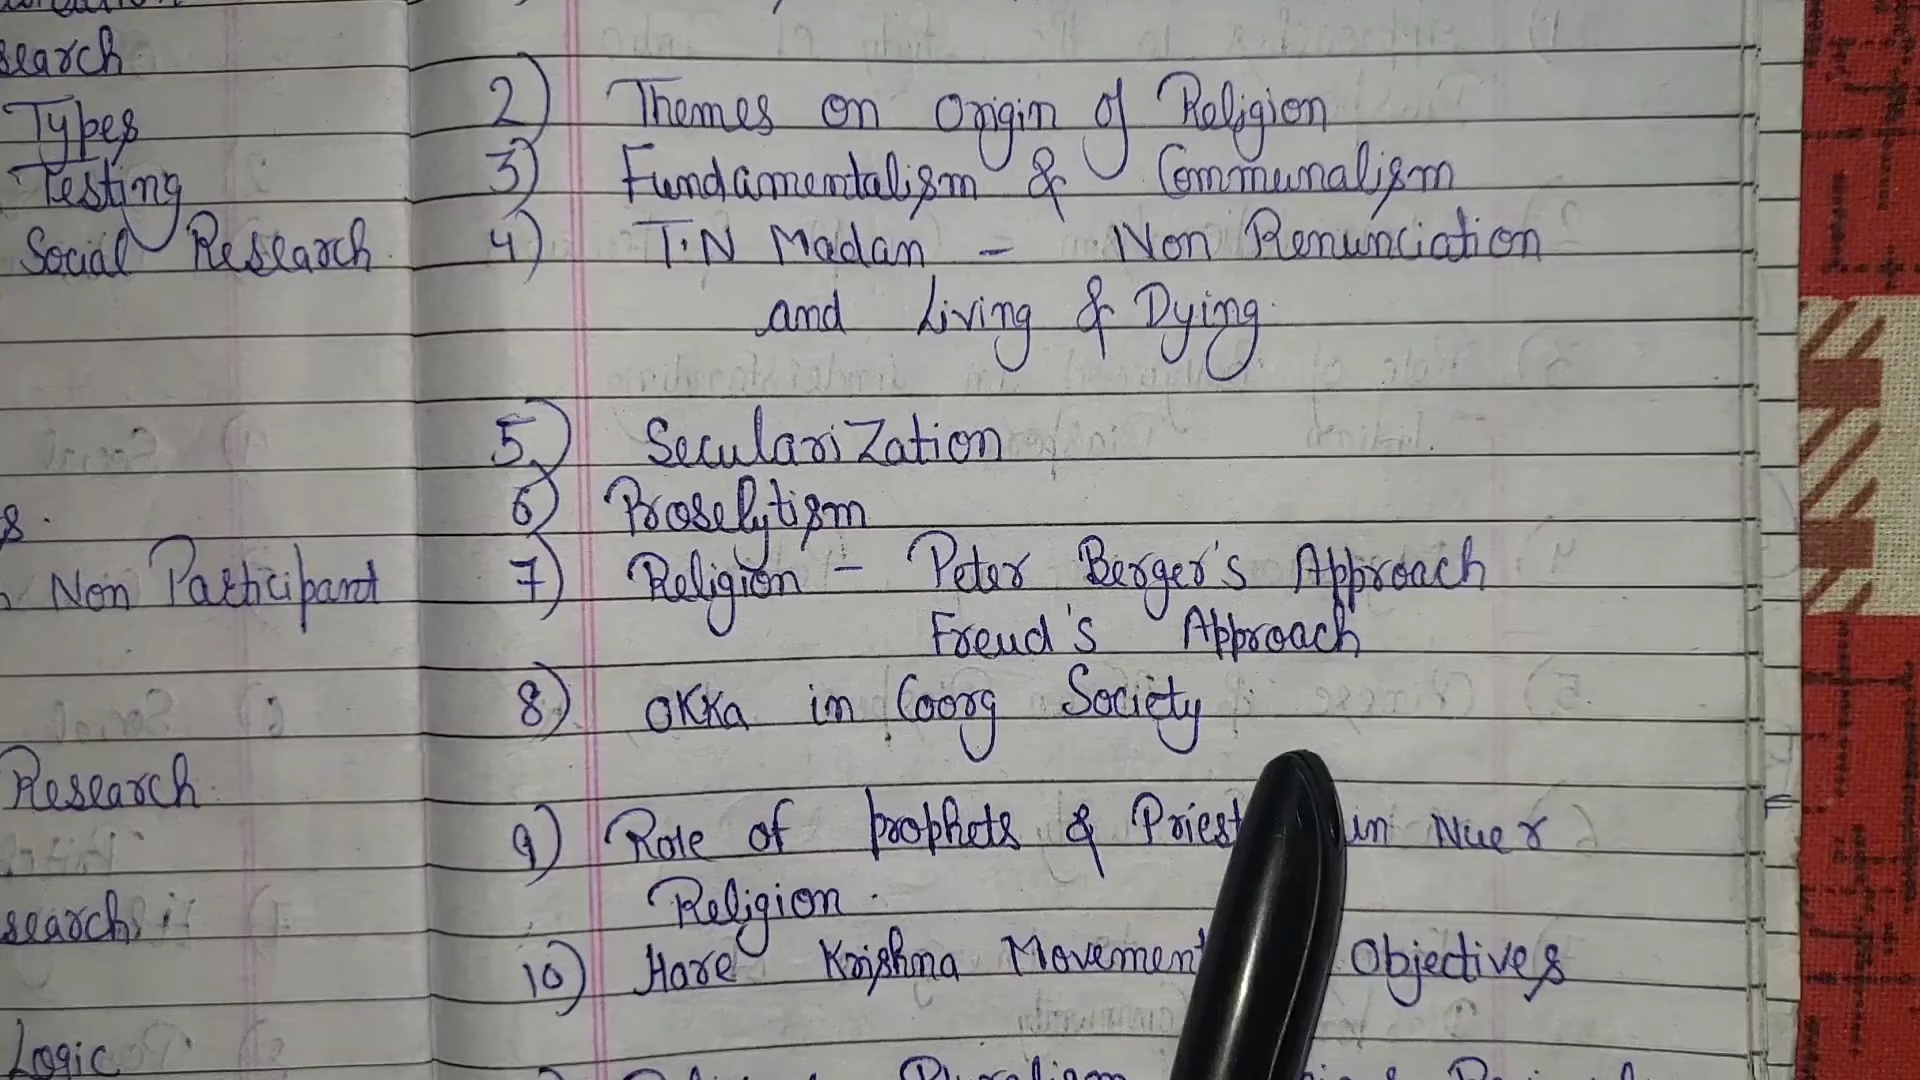 search
Types
Testing
Social Research
Non Participant
Research
search
Logic
2) Themes on Origin of Religion
3) Fundamentalism & Communalism
4) T.N Madan - Non Renunciation
and Living & Dying.
5) Secularization
6) Proselytism
7) Religion - Peter Berger's Approach
Freud's Approach
8) OKKa in Coorg Society
9) Role of prophets & Priest in Nuer
Religion.
10) Hare Krishna Movement Objectives
Pluralism